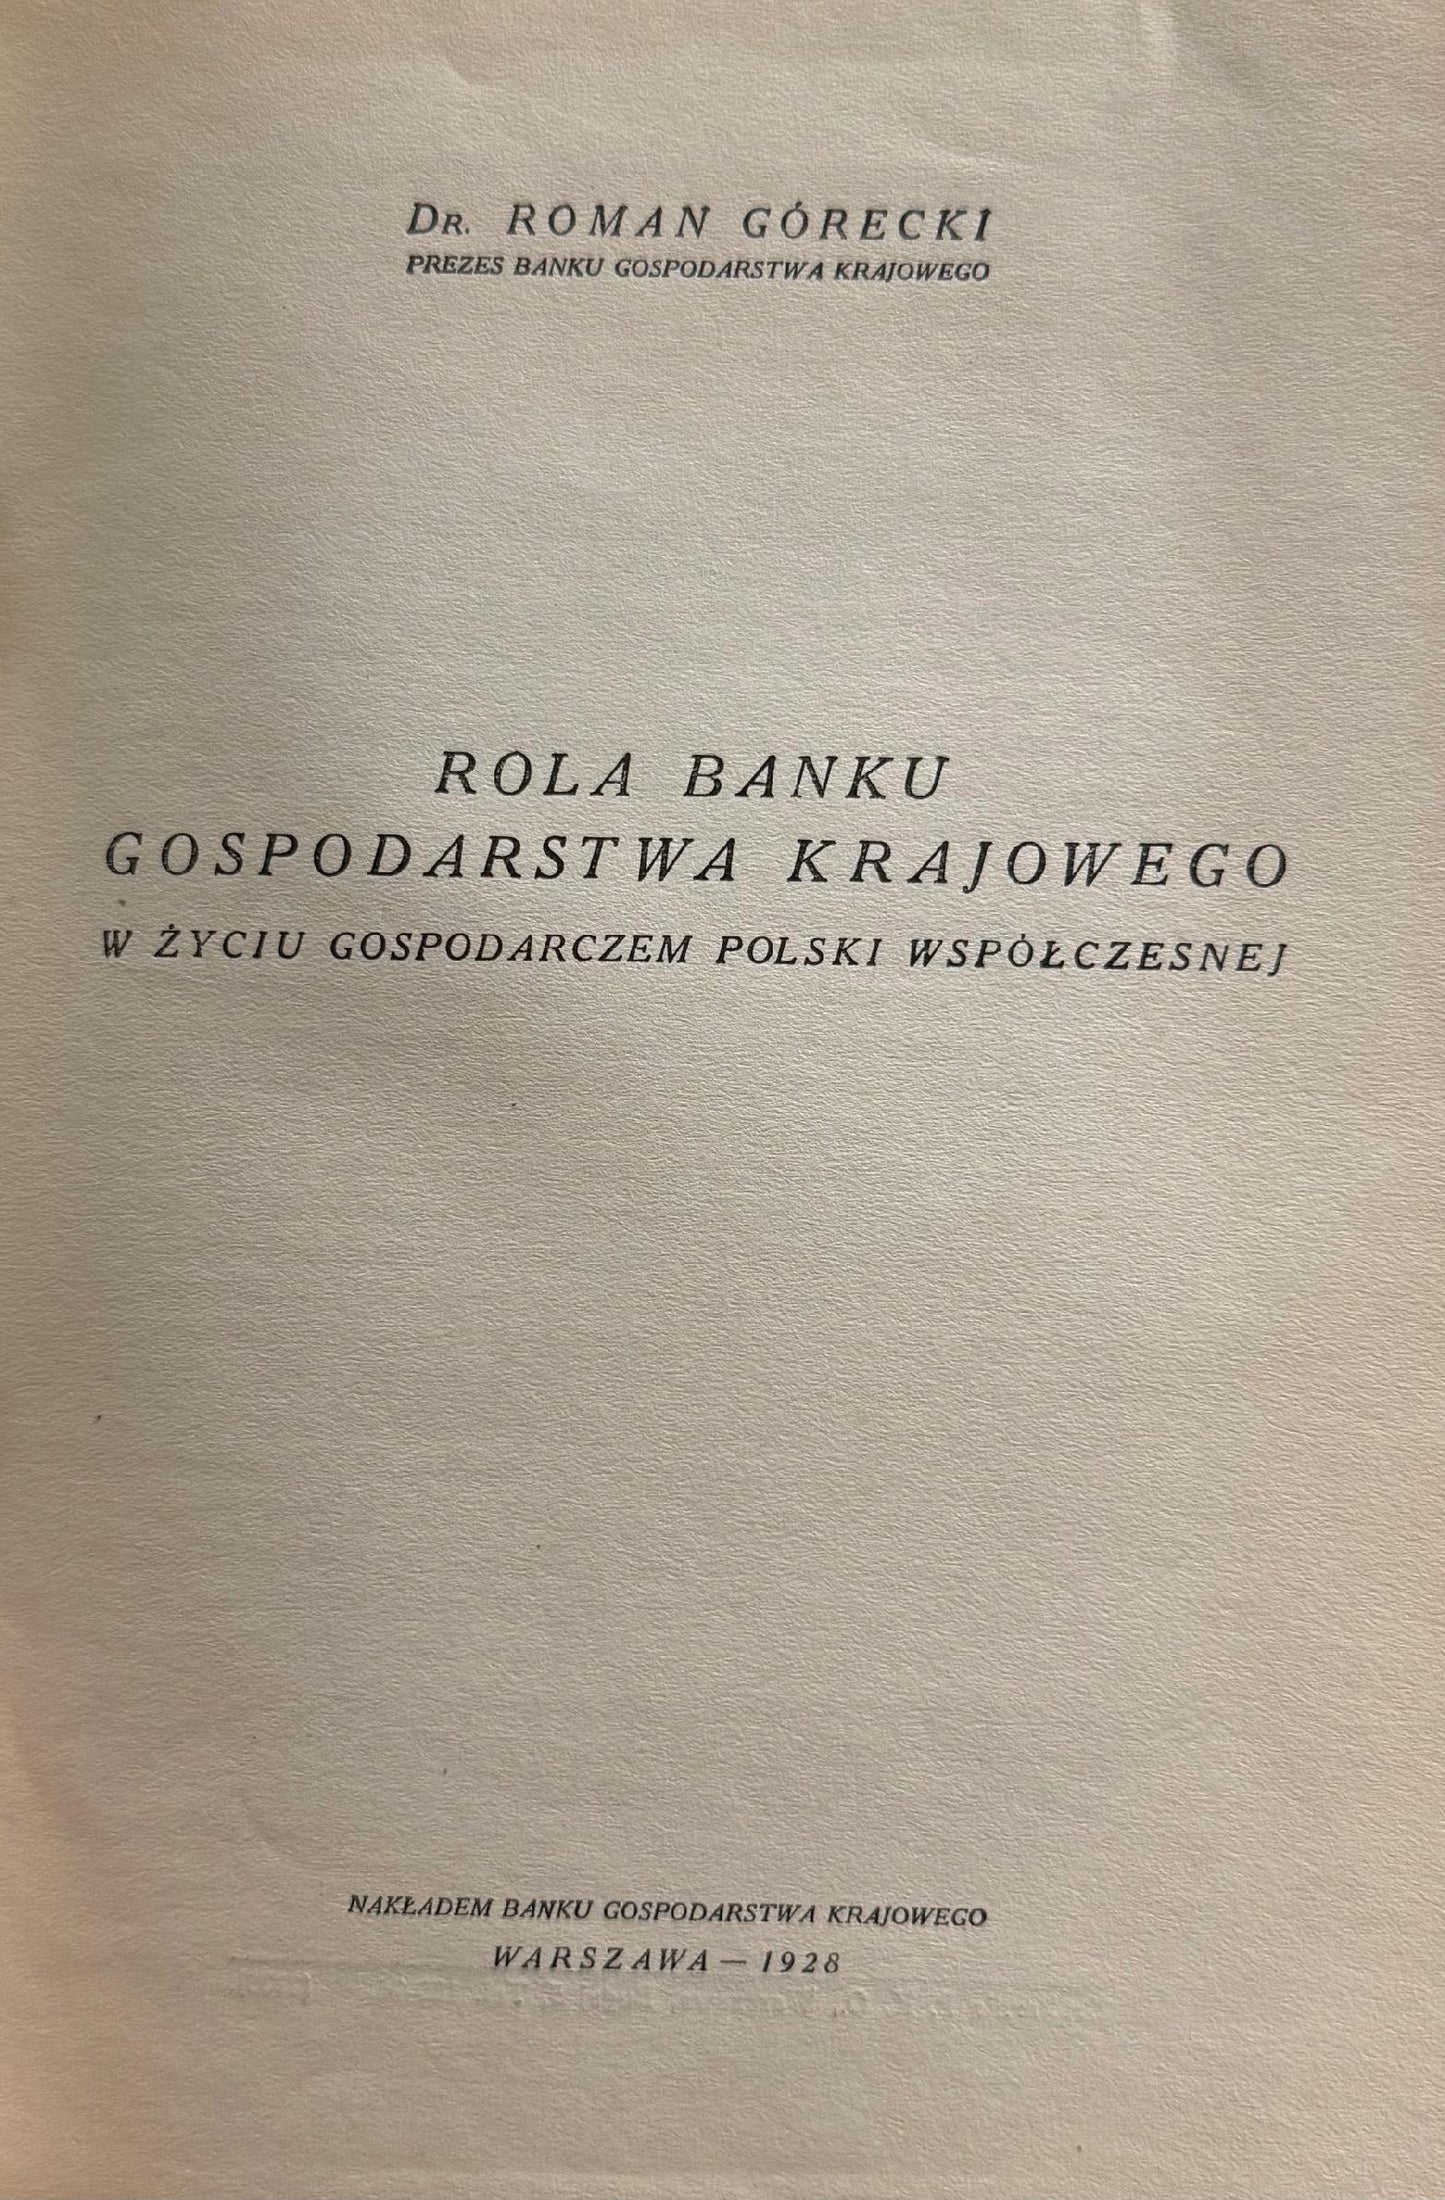 DR. ROMAN GÓRECKI
PREZES BANKU GOSPODARSTWA KRAJOWEGO
ROLA BANKU
GOSPODARSTWA KRAJOWEGO
W ŻYCIU GOSPODARCZEM POLSKI WSPÓŁCZESNEJ
NAKŁADEM BANKU GOSPODARSTWA KRAJOWEGO
WARSZAWA — 1928